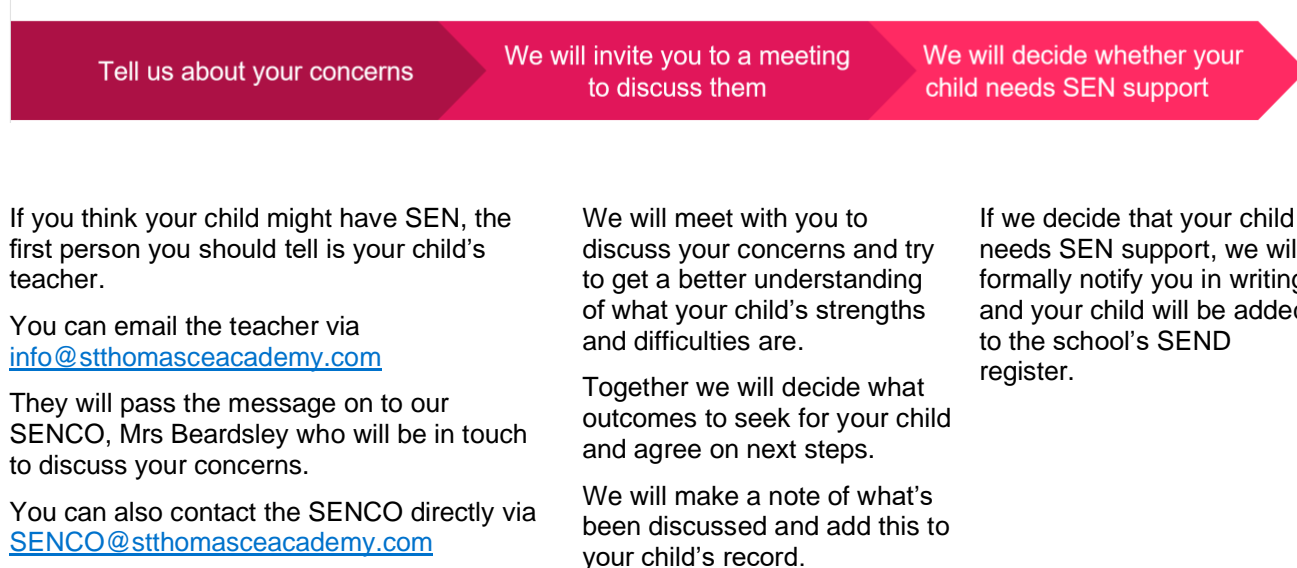 Tell us about your concerns
We will invite you to a meeting
to discuss them
We will decide whether your
child needs SEN support
If you think your child might have SEN, the
first person you should tell is your child's
teacher.
You can email the teacher via
info@stthomasceacademy.com
They will pass the message on to our
SENCO, Mrs Beardsley who will be in touch
to discuss your concerns.
You can also contact the SENCO directly via
SENCO@stthomasceacademy.com
We will meet with you to
discuss your concerns and try
to get a better understanding
of what your child's strengths
and difficulties are.
Together we will decide what
outcomes to seek for your child
and agree on next steps.
We will make a note of what's
been discussed and add this to
your child's record.
If we decide that your child
needs SEN support, we wil
formally notify you in writing
and your child will be added
to the school's SEND
register.